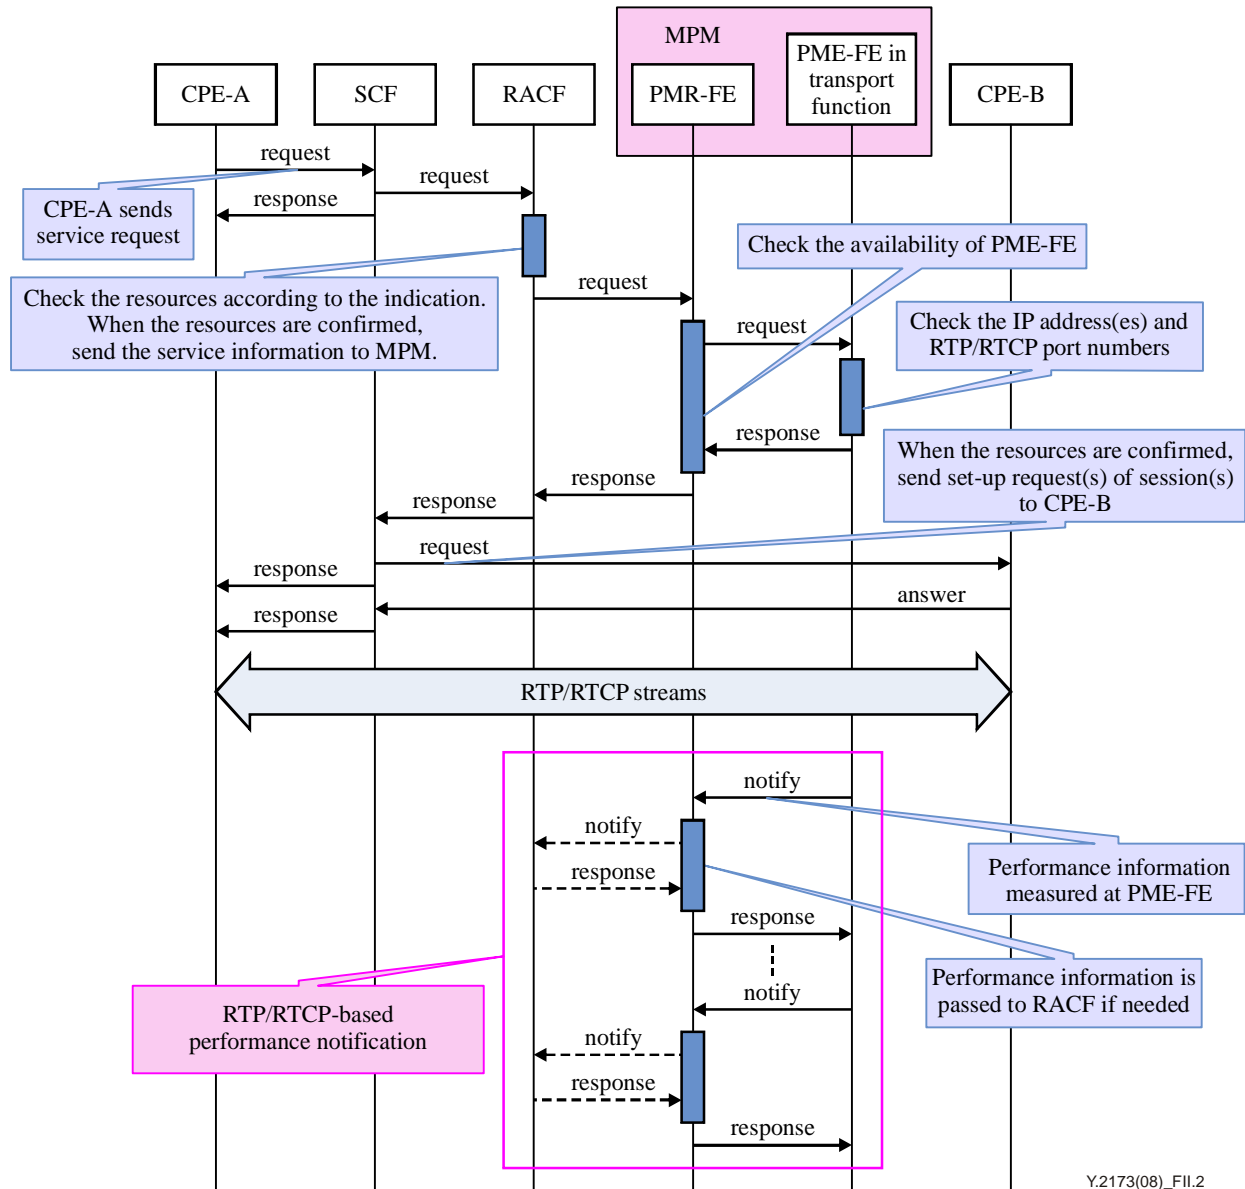 MPM
CPE-A
SCF
RACF
PMR-FE
PME-FE in
transport
function
CPE-B
request
request
CPE-A sends
service request
response
Check the availability of PME-FE
Check the resources according to the indication.
When the resources are confirmed,
send the service information to MPM.
request
request
Check the IP address(es) and
RTP/RTCP port numbers
response
When the resources are confirmed,
send set-up request(s) of session(s)
to CPE-B
response
response
request
response
answer
response
RTP/RTCP streams
notify
notify
response
Performance information
measured at PME-FE
response
Performance information is
passed to RACF if needed
notify
RTP/RTCP-based
performance notification
notify
response
response
Y.2173(08)_FII.2